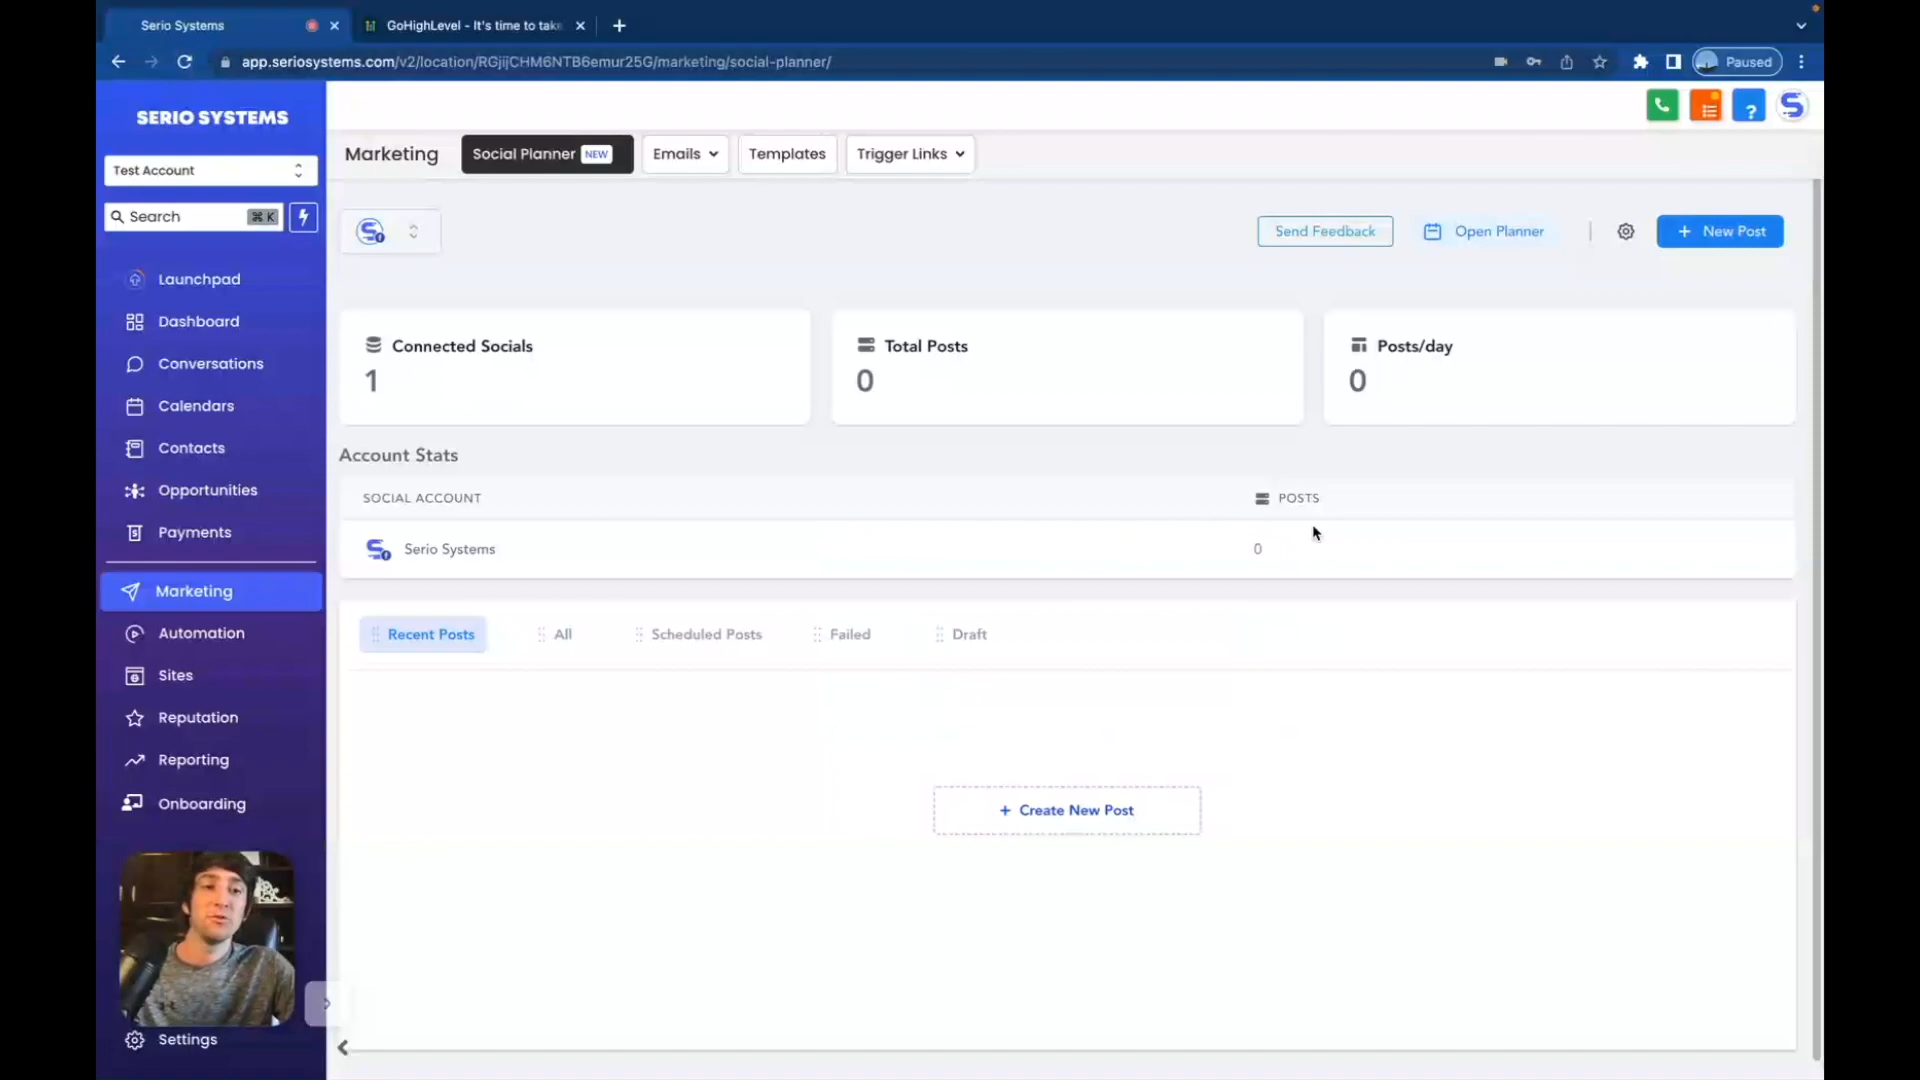 Serio Systems
GoHighLevel - It's time to take
app.seriosystems.com/v2/location/RGjijCHM6NTB6emur25G/marketing/social-planner/
Paused
SERIO SYSTEMS
Test Account
Search ⌘ K
Launchpad
Dashboard
Conversations
Calendars
Contacts
Opportunities
Payments
Marketing
Automation
Sites
Reputation
Reporting
Onboarding
Settings
Marketing
Social Planner NEW
Emails
Templates
Trigger Links
Send Feedback
Open Planner
+ New Post
Connected Socials
1
Total Posts
0
Posts/day
0
Account Stats
SOCIAL ACCOUNT
POSTS
Serio Systems
0
Recent Posts
All
Scheduled Posts
Failed
Draft
+ Create New Post